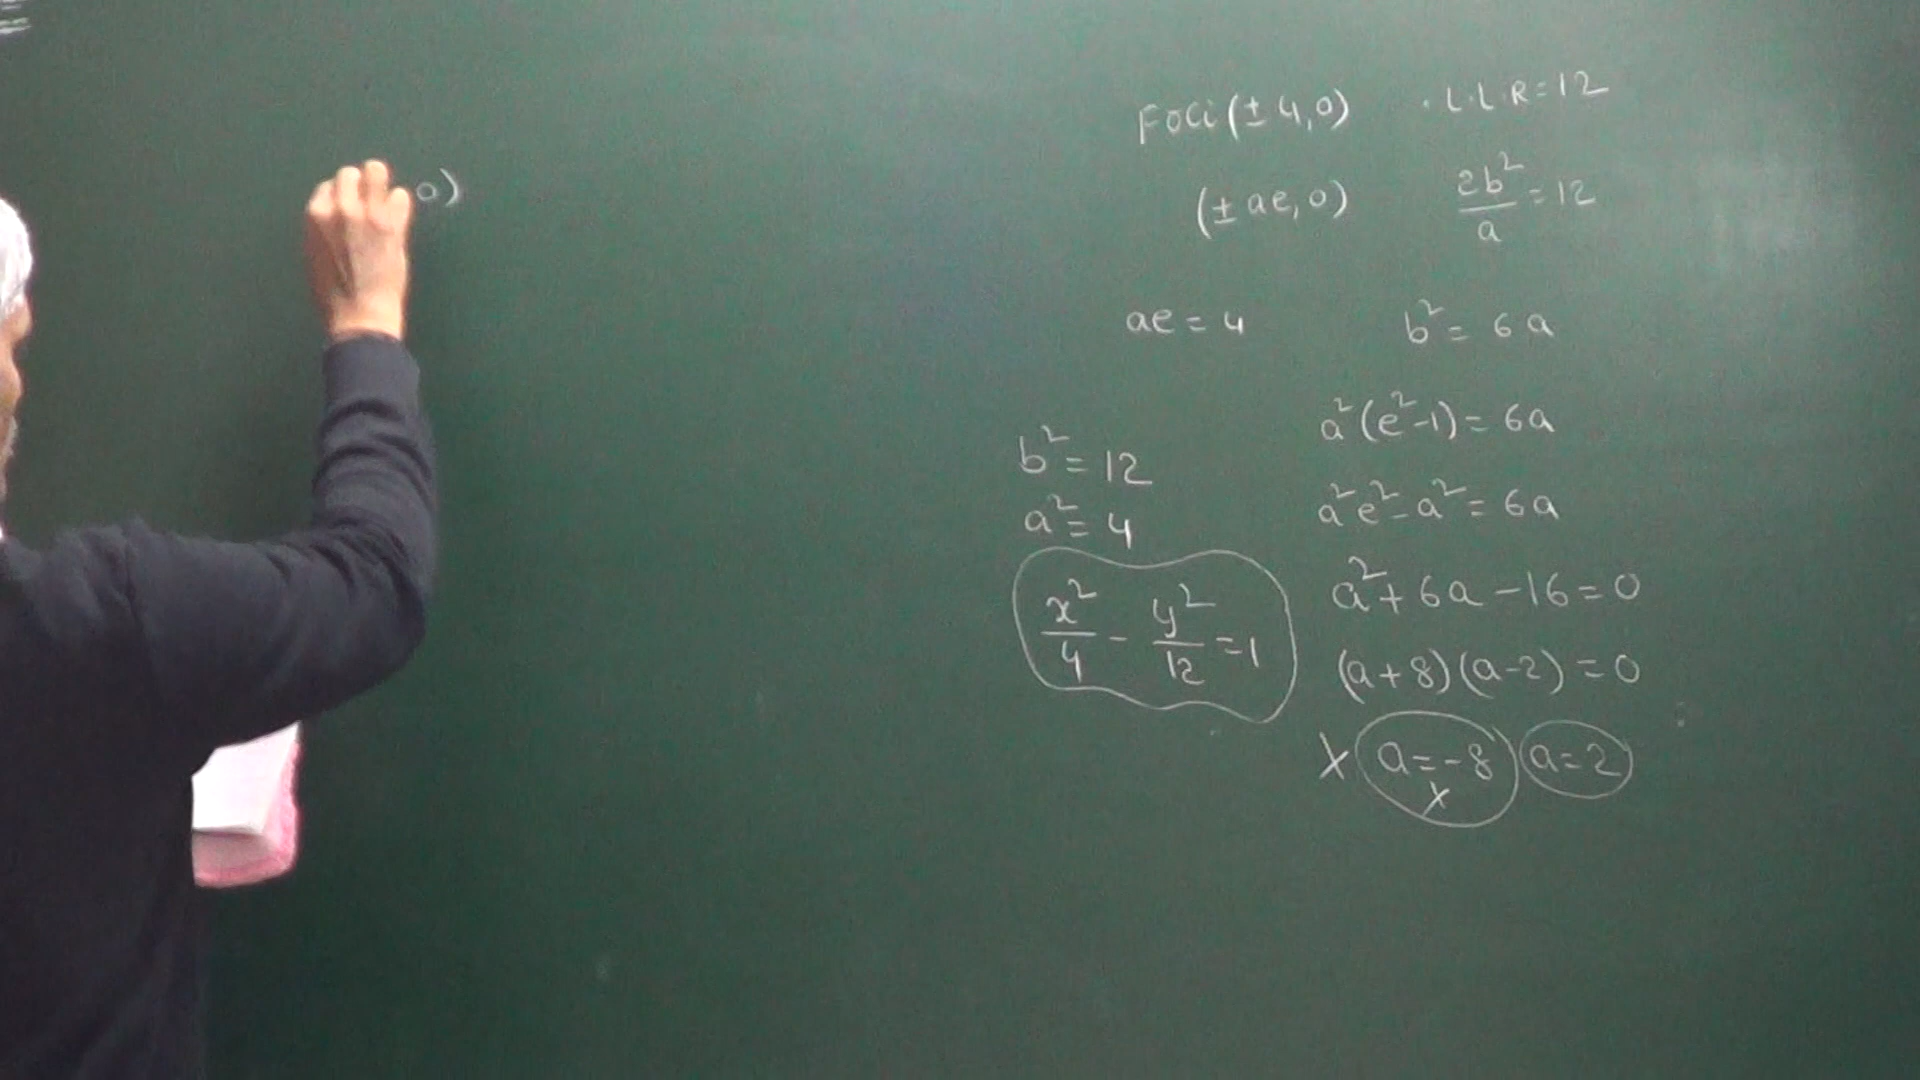 0)
Foci (± 4, 0) . L.L.R = 12
(± ae, 0) 2b²/a = 12
ae = 4 b² = 6a
a²(e²-1) = 6a
b² = 12
a²e² - a² = 6a
a² = 4
a² + 6a - 16 = 0
x²/4 - y²/12 = 1
(a+8)(a-2) = 0
X a = -8 X a = 2